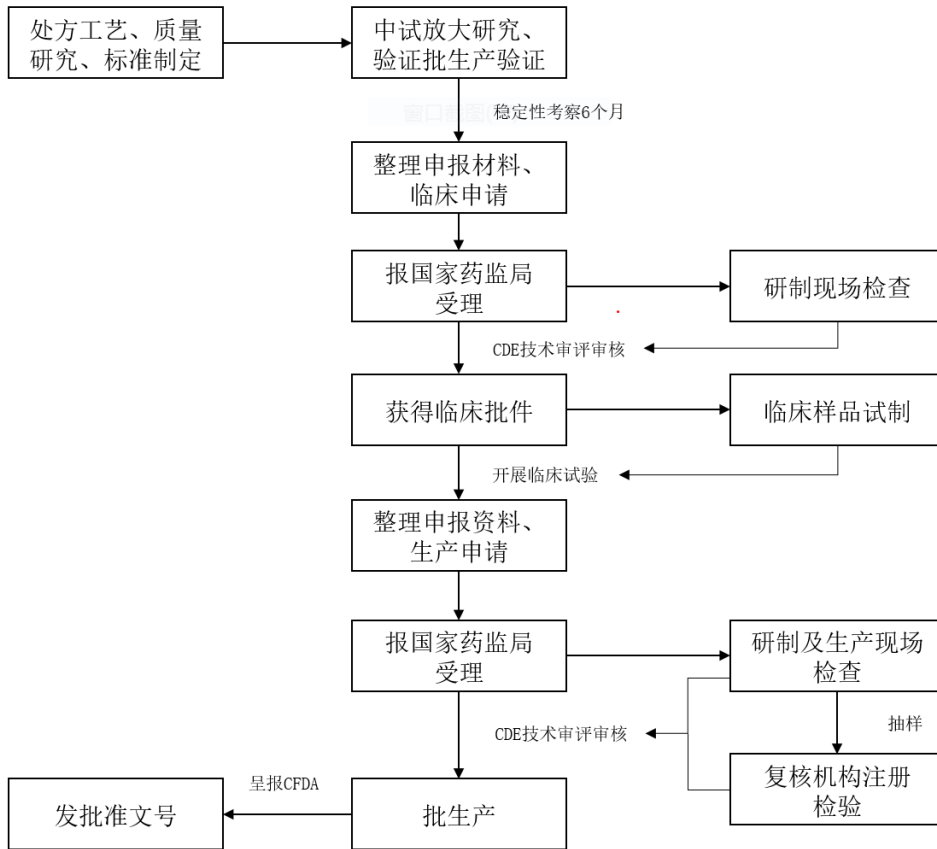 处方工艺、质量
研究、标准制定
中试放大研究、
验证批生产验证
窗口截图
稳定性考察6个月
整理申报材料、
临床申请
报国家药监局
受理
研制现场检查
CDE技术审评审核
获得临床批件
临床样品试制
开展临床试验
整理申报资料、
生产申请
报国家药监局
受理
研制及生产现场
检查
CDE技术审评审核
抽样
复核机构注册
检验
呈报CFDA
发批准文号
批生产